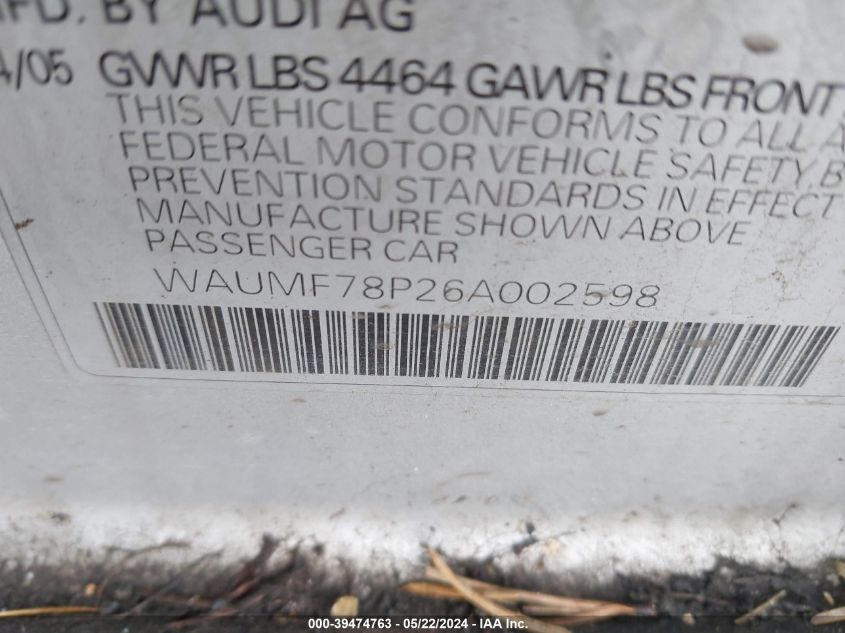 MFD. BY AUDI AG
4/05 GVWR LBS 4464 GAWR LBS FRONT
THIS VEHICLE CONFORMS TO ALL A
FEDERAL MOTOR VEHICLE SAFETY, B
PREVENTION STANDARDS IN EFFECT
MANUFACTURE SHOWN ABOVE
PASSENGER CAR
WAUMF78P26A002598
000-39474763 - 05/22/2024 - IAA Inc.